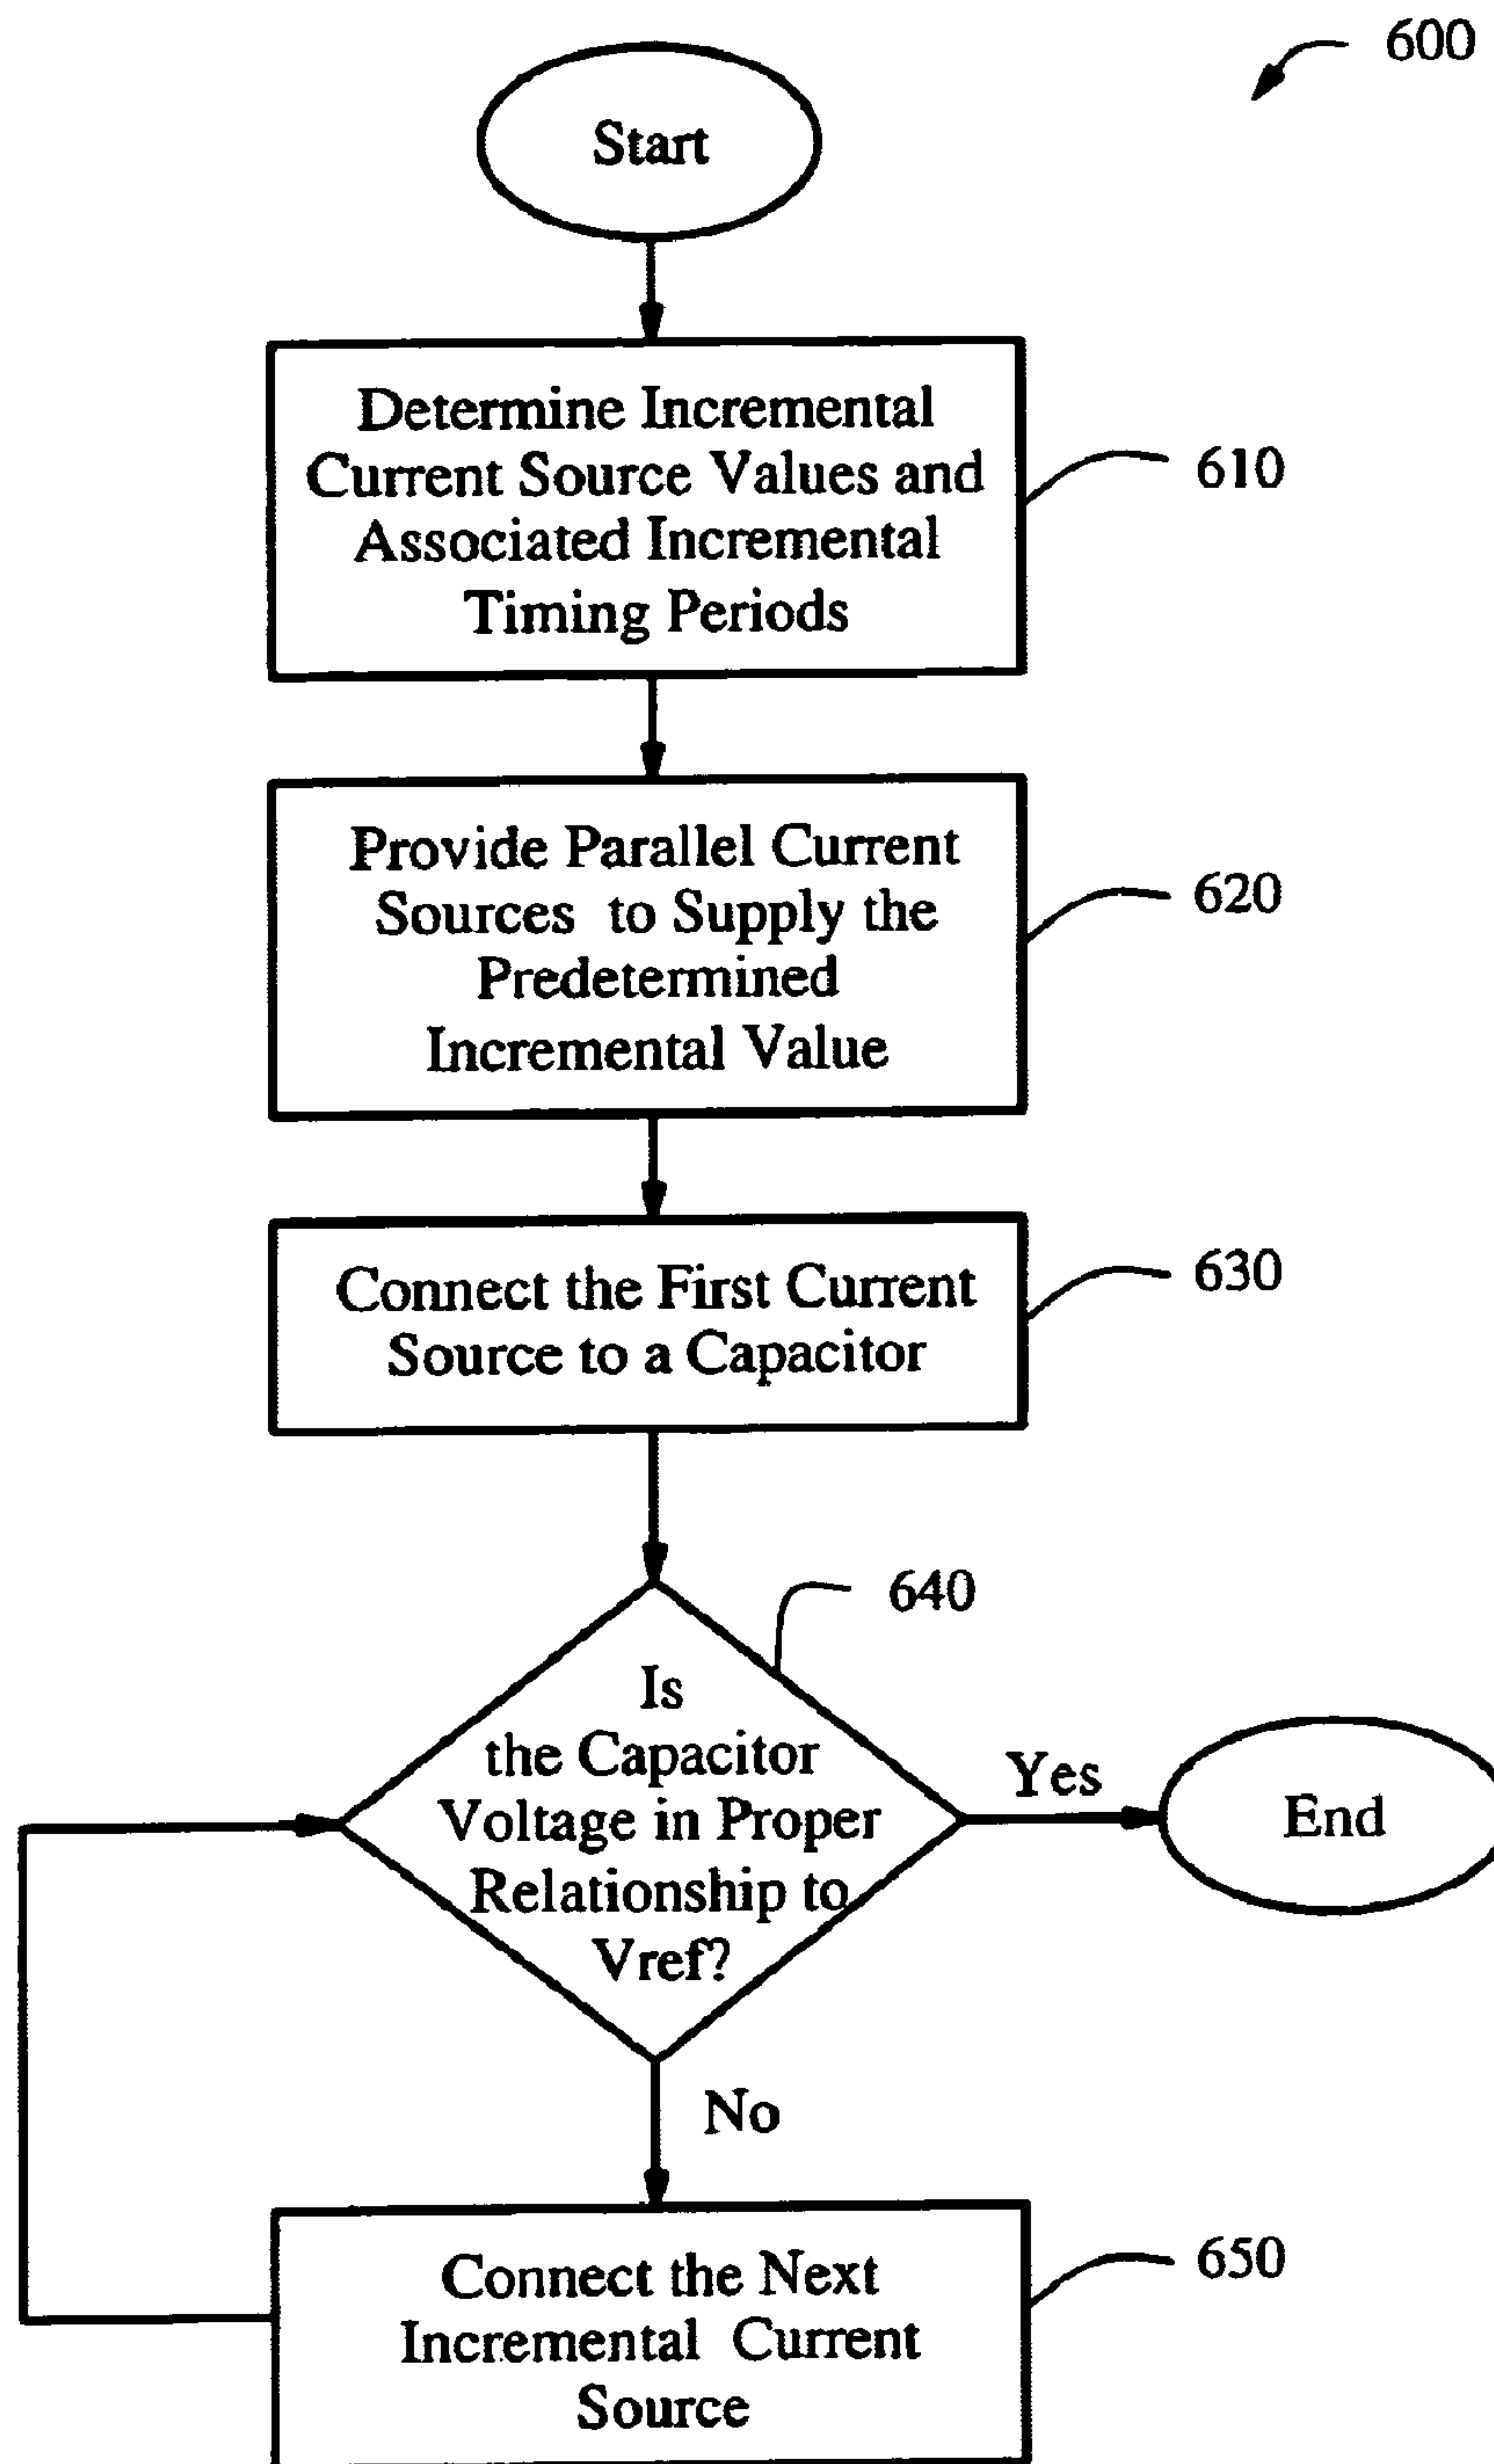 600
Start
Determine Incremental
Current Source Values and
Associated Incremental
Timing Periods
610
Provide Parallel Current
Sources to Supply the
Predetermined
Incremental Value
620
Connect the First Current
Source to a Capacitor
630
640
Is
the Capacitor
Voltage in Proper
Relationship to
Vref?
Yes
End
No
Connect the Next
Incremental Current
Source
650